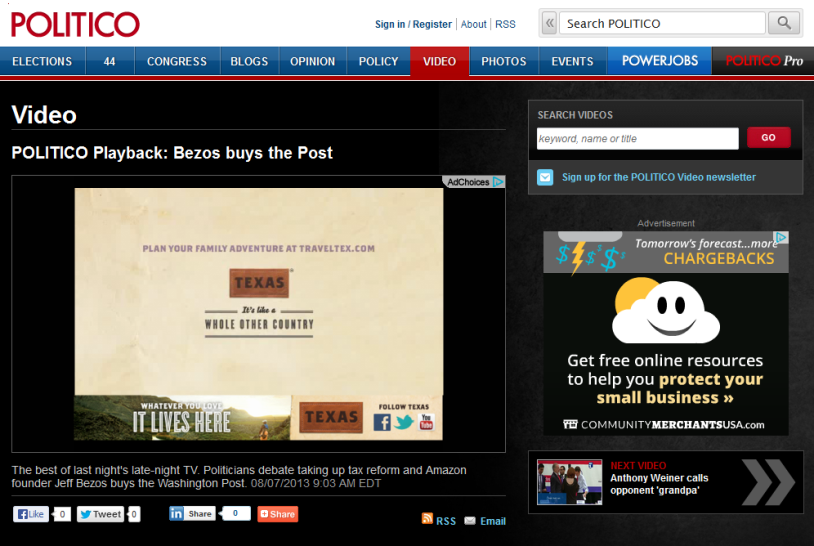 POLITICO
Sign in / Register | About | RSS
Search POLITICO
ELECTIONS
44
CONGRESS
BLOGS
OPINION
POLICY
VIDEO
PHOTOS
EVENTS
POWERJOBS
POLITICO Pro
Video
POLITICO Playback: Bezos buys the Post
AdChoices
PLAN YOUR FAMILY ADVENTURE AT TRAVELTEX.COM
TEXAS
It's like a
WHOLE OTHER COUNTRY
WHATEVER YOU LOVE
IT LIVES HERE
TEXAS
FOLLOW TEXAS
You
Tube
The best of last night's late-night TV. Politicians debate taking up tax reform and Amazon
founder Jeff Bezos buys the Washington Post. 08/07/2013 9:03 AM EDT
Like 0
Tweet 0
in Share 0
Share
RSS
Email
SEARCH VIDEOS
keyword, name or title
GO
Sign up for the POLITICO Video newsletter
Advertisement
Tomorrow's forecast...more
CHARGEBACKS
Get free online resources
to help you protect your
small business »
COMMUNITYMERCHANTSUSA.COM
NEXT VIDEO
Anthony Weiner calls
opponent 'grandpa'